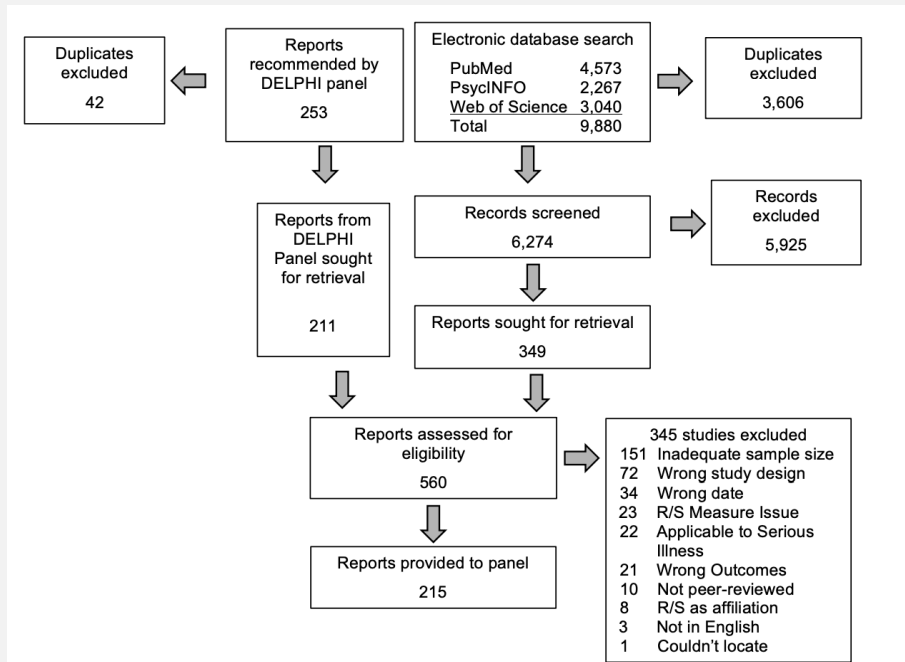 Duplicates
excluded
42
Reports
recommended by
DELPHI panel
253
Electronic database search
PubMed 4,573
PsycINFO 2,267
Web of Science 3,040
Total 9,880
Duplicates
excluded
3,606
Reports from
DELPHI
Panel sought
for retrieval
211
Records screened
6,274
Records
excluded
5,925
Reports sought for retrieval
349
Reports assessed for
eligibility
560
345 studies excluded
151 Inadequate sample size
72 Wrong study design
34 Wrong date
23 R/S Measure Issue
22 Applicable to Serious
Illness
21 Wrong Outcomes
10 Not peer-reviewed
8 R/S as affiliation
3 Not in English
1 Couldn't locate
Reports provided to panel
215